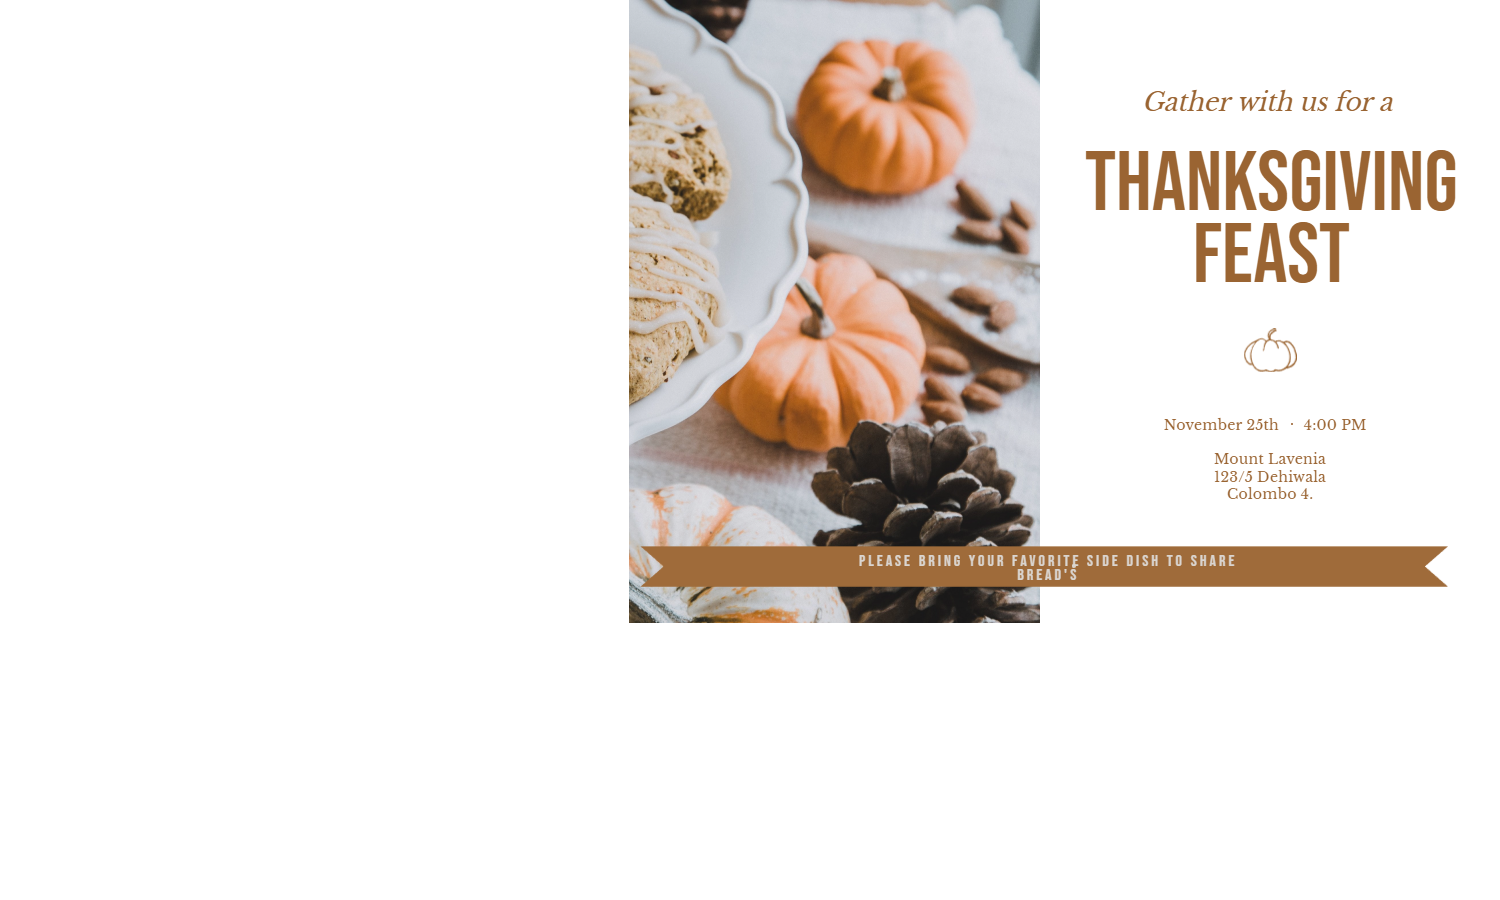 Gather with us for a
THANKSGIVING
FEAST
November 25th · 4:00 PM
Mount Lavenia
123/5 Dehiwala
Colombo 4.
PLEASE BRING YOUR FAVORITE SIDE DISH TO SHARE
BREAD'S